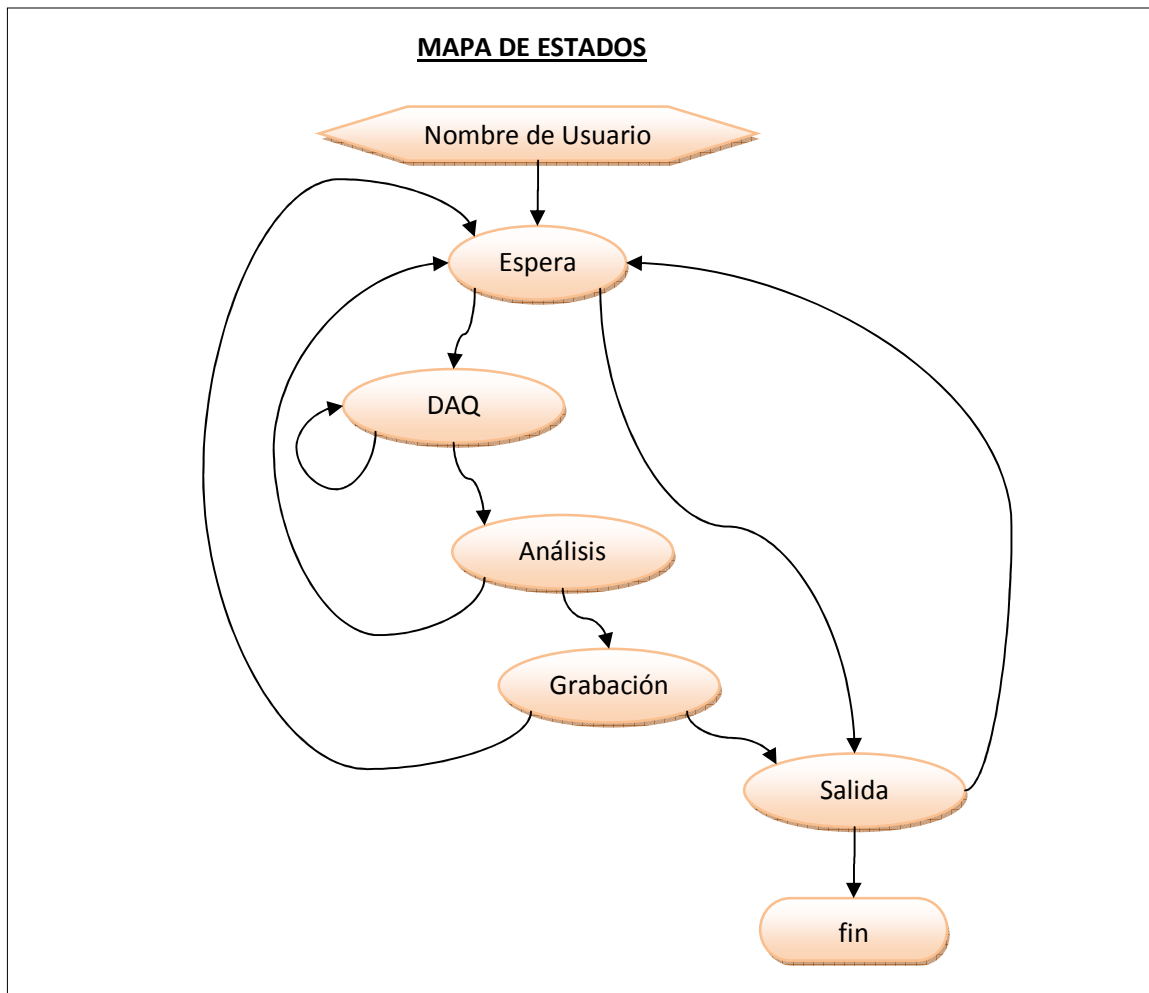 MAPA DE ESTADOS
Nombre de Usuario
Espera
DAQ
Análisis
Grabación
Salida
fin